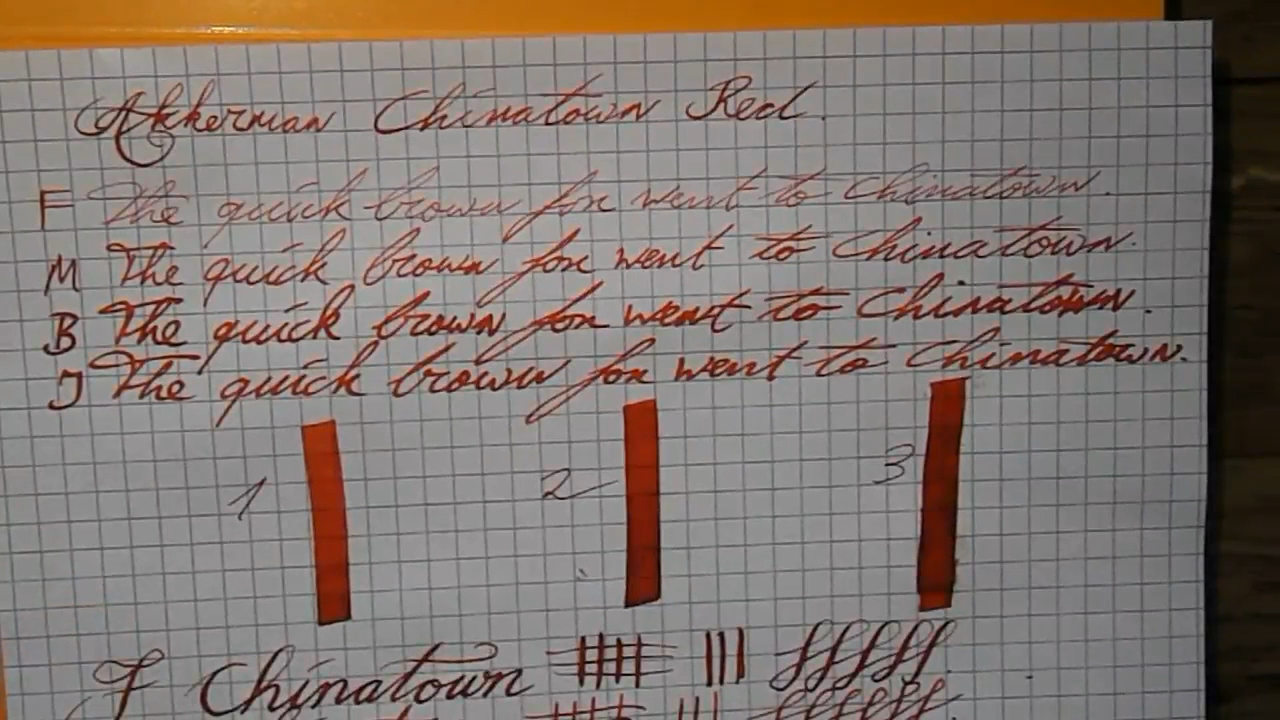 Akkerman Chinatown Red.
F The quick brown fox went to Chinatown.
M The quick brown fox went to Chinatown.
B The quick brown fox went to Chinatown.
J The quick brown fox went to Chinatown.
1 2 3
F Chinatown